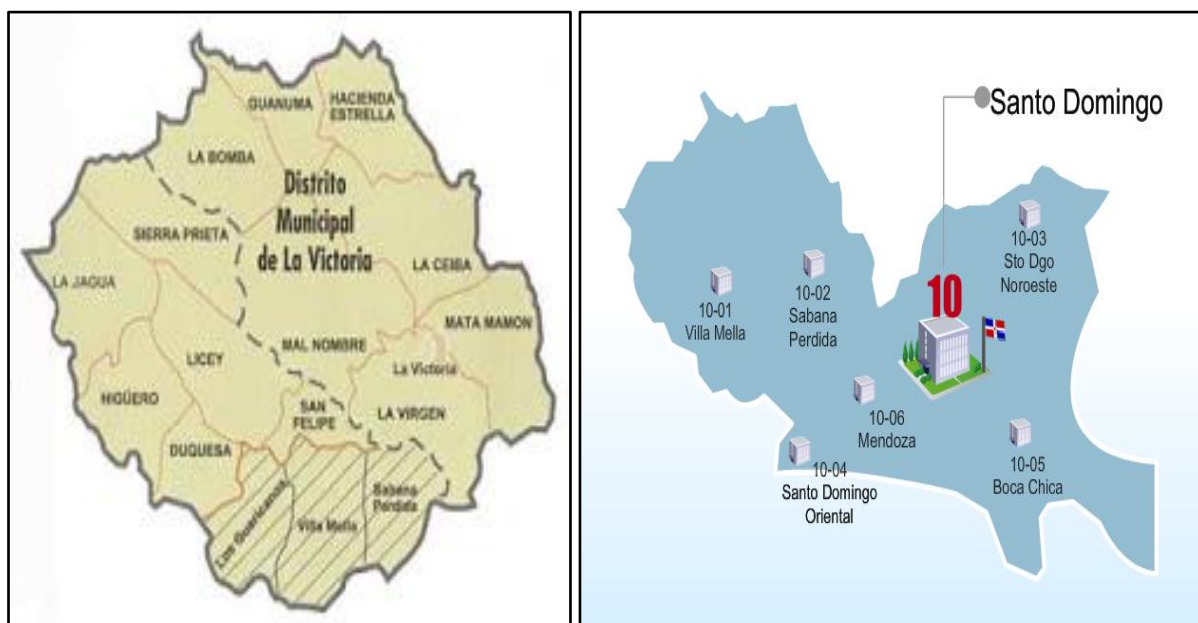 GUANUMA
HACIENDA
ESTRELLA
LA BOMBA
Distrito
Municipal
de La Victoria
SIERRA PRIETA
LA CEIBA
LA JAGUA
MATA MAMON
MAL NOMBRE
LICEY
La Victoria
HIGÜERO
SAN
FELIPE
LA VIRGEN
DUQUESA
Los Guaricanos
Villa Mella
Sabana
Perdida
Santo Domingo
10-03
Sto Dgo
Noroeste
10
10-01
Villa Mella
10-02
Sabana
Perdida
10-06
Mendoza
10-04
Santo Domingo
Oriental
10-05
Boca Chica